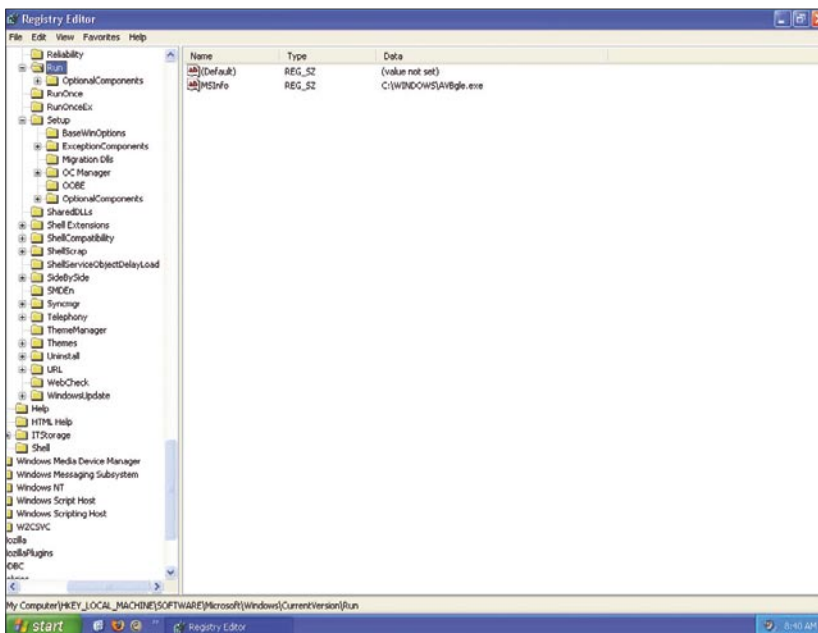 Registry Editor
File Edit View Favorites Help
Reliability
Run
OptionalComponents
RunOnce
RunOnceEx
Setup
BaseWinOptions
ExceptionComponents
Migration Dlls
OC Manager
OOBE
OptionalComponents
SharedDLLs
Shell Extensions
ShellCompatibility
ShellScrap
ShellServiceObjectDelayLoad
SideBySide
SMDEn
Syncmgr
Telephony
ThemeManager
Themes
Uninstall
URL
WebCheck
WindowsUpdate
Help
HTML Help
ITStorage
Shell
Windows Media Device Manager
Windows Messaging Subsystem
Windows NT
Windows Script Host
Windows Scripting Host
WZCSVC
ozilla
ozillaPlugins
DBC
Name Type Data
(Default) REG_SZ (value not set)
MSInfo REG_SZ C:\WINDOWS\AVBgle.exe
My Computer\HKEY_LOCAL_MACHINE\SOFTWARE\Microsoft\Windows\CurrentVersion\Run
start Registry Editor 8:40 AM